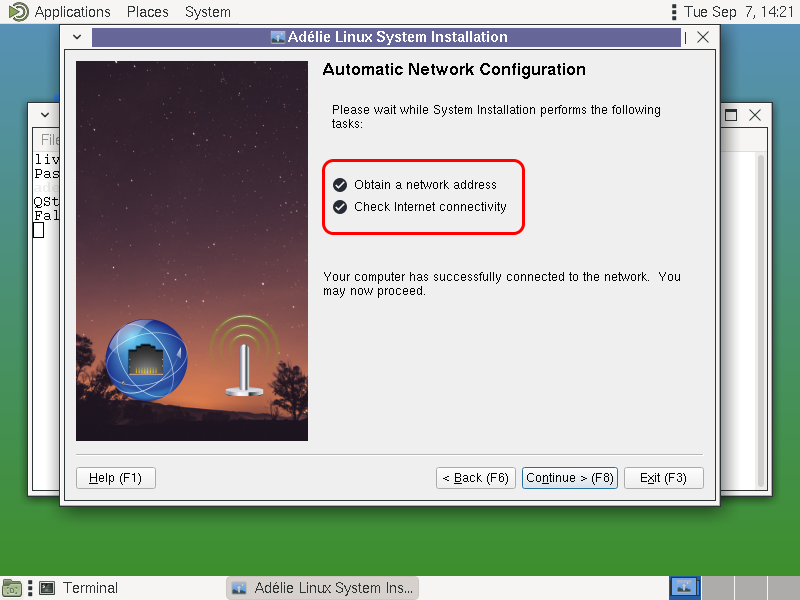 Applications Places System
Tue Sep 7, 14:21
Adélie Linux System Installation
File
liv
Pas
QSt
Fal
Automatic Network Configuration
Please wait while System Installation performs the following
tasks:
Obtain a network address
Check Internet connectivity
Your computer has successfully connected to the network. You
may now proceed.
Help (F1)
< Back (F6)
Continue > (F8)
Exit (F3)
Terminal
Adélie Linux System Ins...